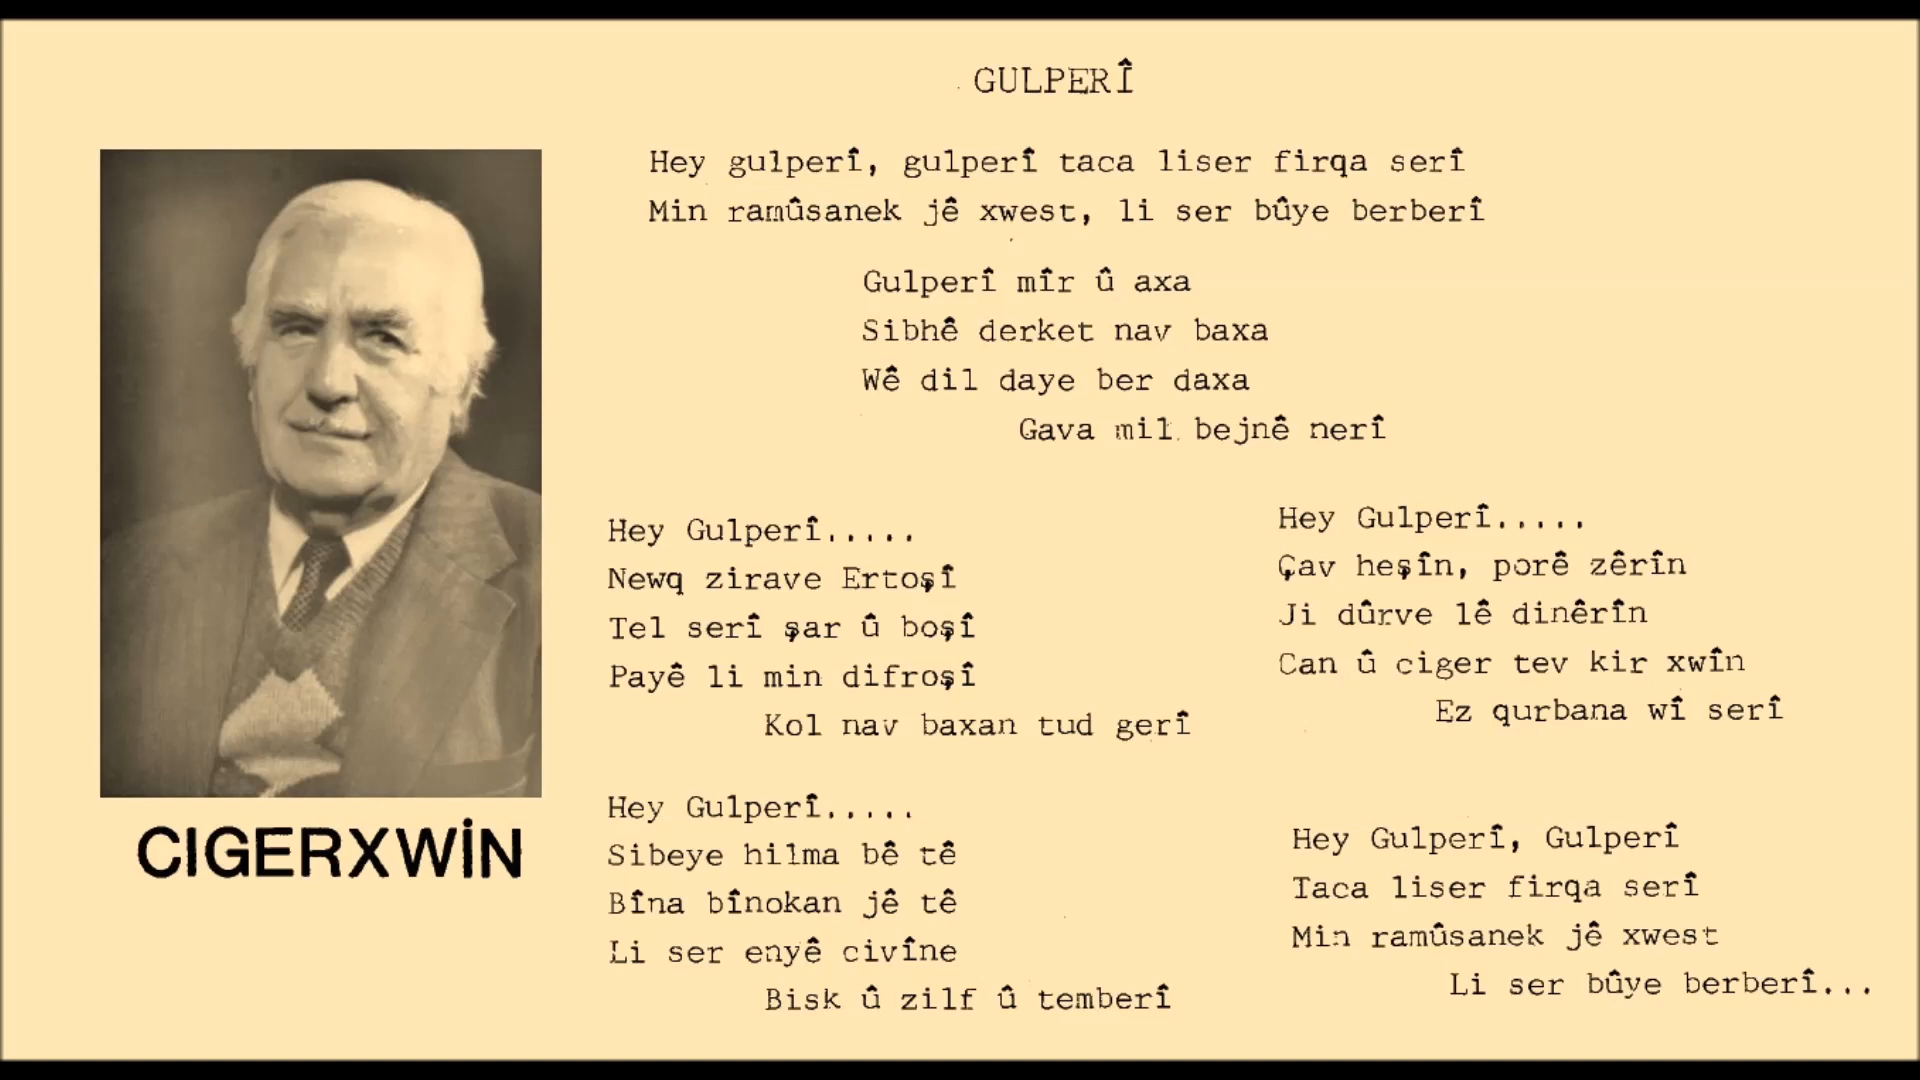 GULPERÎ
Hey gulperî, gulperî taca liser firqa serî
Min ramûsanek jê xwest, li ser bûye berberî
Gulperî mîr û axa
Sibhê derket nav baxa
Wê dil daye ber daxa
Gava mil bejnê nerî
Hey Gulperî.....
Newq zirave Ertoşî
Tel serî şar û boşî
Payê li min difroşî
Kol nav baxan tud gerî
Hey Gulperî.....
Sibeye hilma bê tê
Bîna bînokan jê tê
Li ser enyê civîne
Bisk û zilf û temberî
Hey Gulperî.....
Çav heşîn, porê zêrîn
Ji dûrve lê dinêrîn
Can û ciger tev kir xwîn
Ez qurbana wî serî
Hey Gulperî, Gulperî
Taca liser firqa serî
Min ramûsanek jê xwest
Li ser bûye berberî...
CIGERXWİN